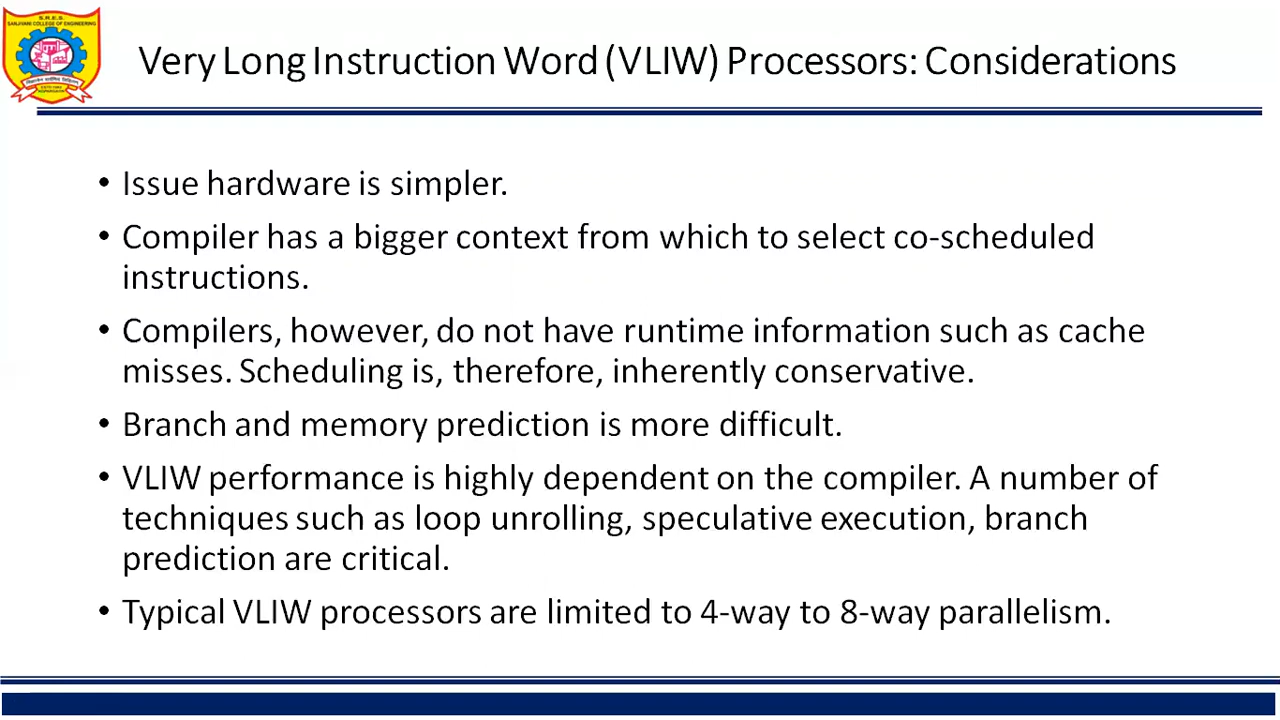 S.R.E.S.
SANJIVANI COLLEGE OF ENGINEERING
Very Long Instruction Word (VLIW) Processors: Considerations
• Issue hardware is simpler.
• Compiler has a bigger context from which to select co-scheduled
instructions.
• Compilers, however, do not have runtime information such as cache
misses. Scheduling is, therefore, inherently conservative.
• Branch and memory prediction is more difficult.
• VLIW performance is highly dependent on the compiler. A number of
techniques such as loop unrolling, speculative execution, branch
prediction are critical.
• Typical VLIW processors are limited to 4-way to 8-way parallelism.